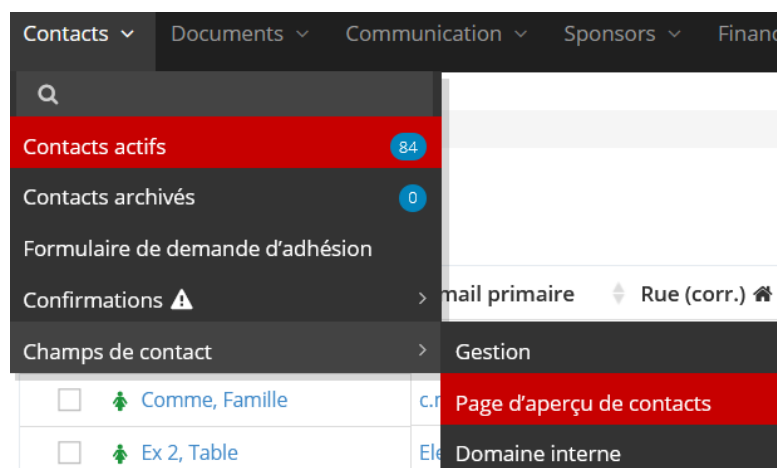 Contacts Documents Communication Sponsors
Contacts actifs 84
Contacts archivés 0
Formulaire de demande d'adhésion
Confirmations
mail primaire Rue (corr.)
Champs de contact
Gestion
Comme, Famille
Page d'aperçu de contacts
Ex 2, Table
Domaine interne